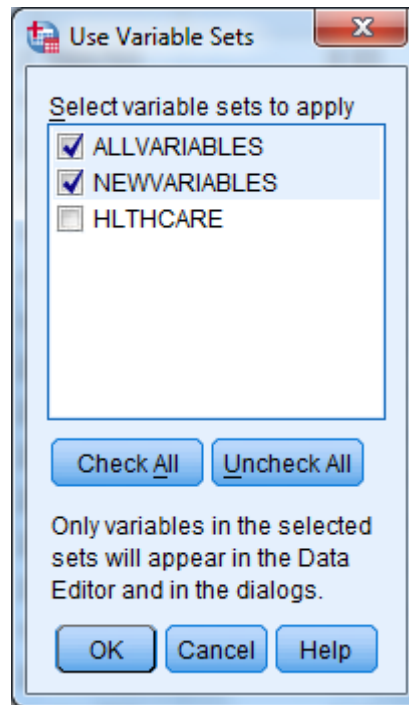 Use Variable Sets
Select variable sets to apply
ALLVARIABLES
NEWVARIABLES
HLTHCARE
Check All Uncheck All
Only variables in the selected
sets will appear in the Data
Editor and in the dialogs.
OK Cancel Help